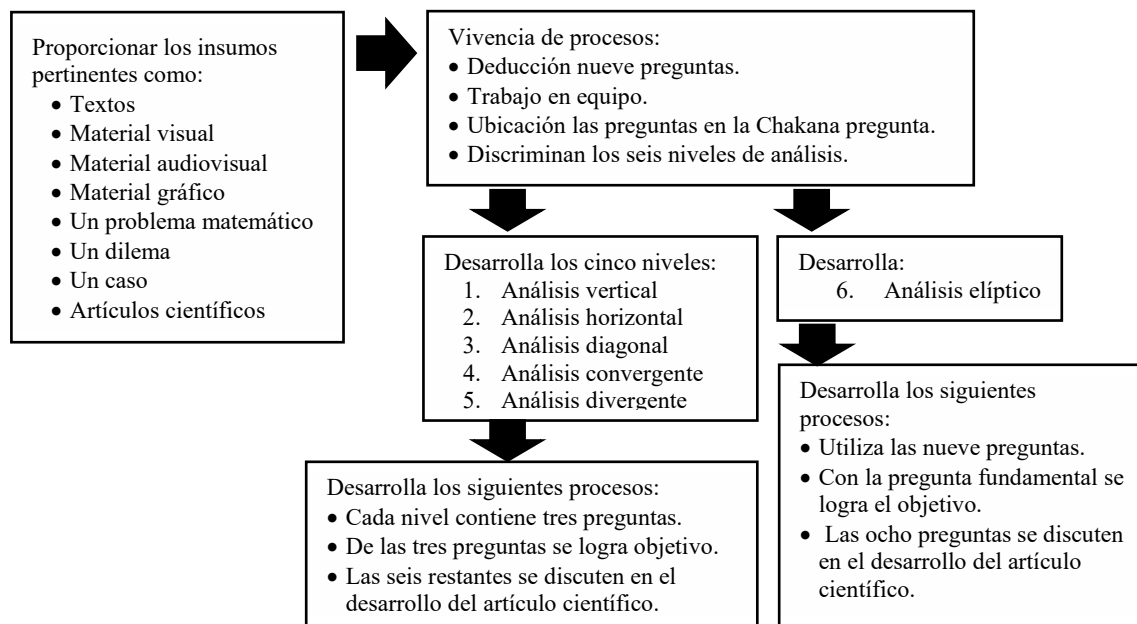 Proporcionar los insumos
pertinentes como:
• Textos
• Material visual
• Material audiovisual
• Material gráfico
• Un problema matemático
• Un dilema
• Un caso
• Artículos científicos
Vivencia de procesos:
• Deducción nueve preguntas.
• Trabajo en equipo.
• Ubicación las preguntas en la Chakana pregunta.
• Discriminan los seis niveles de análisis.
Desarrolla los cinco niveles:
1. Análisis vertical
2. Análisis horizontal
3. Análisis diagonal
4. Análisis convergente
5. Análisis divergente
Desarrolla:
6. Análisis elíptico
Desarrolla los siguientes procesos:
• Cada nivel contiene tres preguntas.
• De las tres preguntas se logra objetivo.
• Las seis restantes se discuten en el
desarrollo del artículo científico.
Desarrolla los siguientes
procesos:
• Utiliza las nueve preguntas.
• Con la pregunta fundamental se
logra el objetivo.
• Las ocho preguntas se discuten
en el desarrollo del artículo
científico.